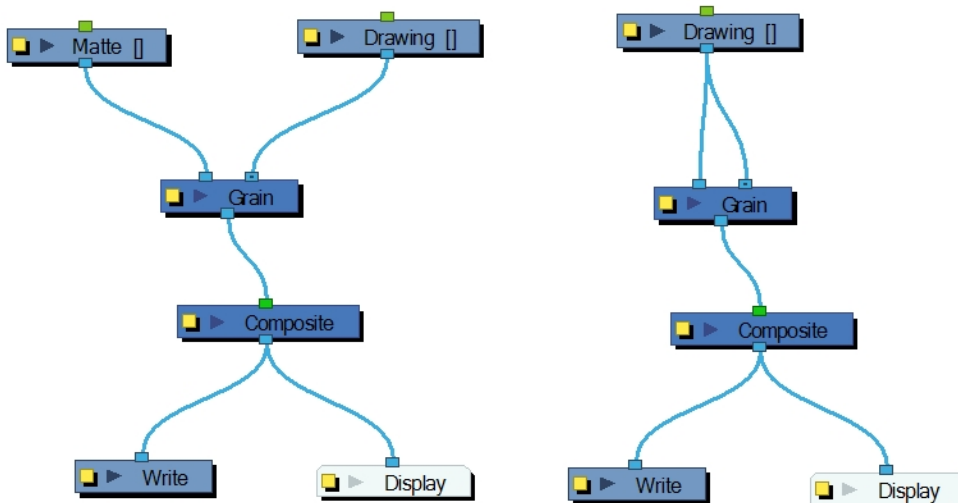 Matte []
Drawing []
Drawing []
Grain
Grain
Composite
Composite
Write
Display
Write
Display